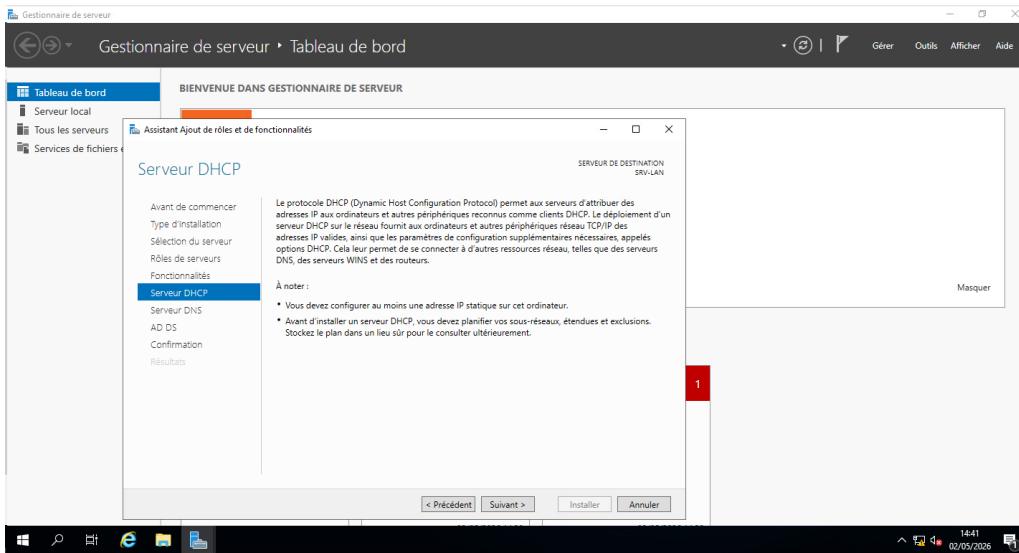 Gestionnaire de serveur
Gestionnaire de serveur ‣ Tableau de bord
Gérer Outils Afficher Aide
Tableau de bord
Serveur local
Tous les serveurs
Services de fichiers e
BIENVENUE DANS GESTIONNAIRE DE SERVEUR
Masquer
1
Assistant Ajout de rôles et de fonctionnalités
Serveur DHCP
SERVEUR DE DESTINATION
SRV-LAN
Avant de commencer
Type d'installation
Sélection du serveur
Rôles de serveurs
Fonctionnalités
Serveur DHCP
Serveur DNS
AD DS
Confirmation
Résultats
Le protocole DHCP (Dynamic Host Configuration Protocol) permet aux serveurs d'attribuer des
adresses IP aux ordinateurs et autres périphériques reconnus comme clients DHCP. Le déploiement d'un
serveur DHCP sur le réseau fournit aux ordinateurs et autres périphériques réseau TCP/IP des
adresses IP valides, ainsi que les paramètres de configuration supplémentaires nécessaires, appelés
options DHCP. Cela leur permet de se connecter à d'autres ressources réseau, telles que des serveurs
DNS, des serveurs WINS et des routeurs.
À noter :
• Vous devez configurer au moins une adresse IP statique sur cet ordinateur.
• Avant d'installer un serveur DHCP, vous devez planifier vos sous-réseaux, étendues et exclusions.
Stockez le plan dans un lieu sûr pour le consulter ultérieurement.
< Précédent Suivant > Installer Annuler
14:41
02/05/2026